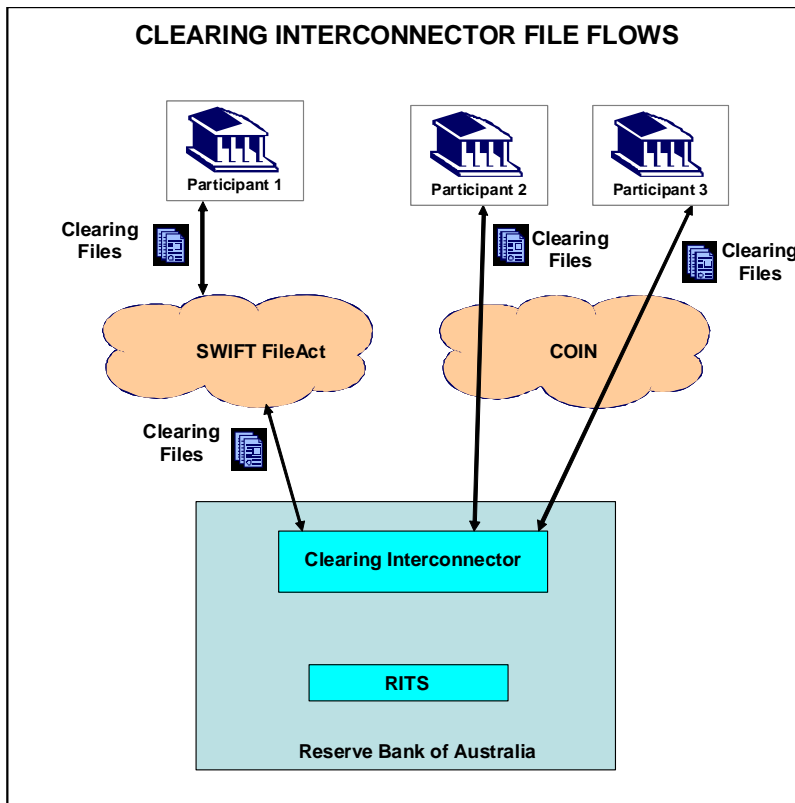 CLEARING INTERCONNECTOR FILE FLOWS
Participant 1
Participant 2
Participant 3
Clearing
Files
Clearing
Files
Clearing
Files
SWIFT FileAct
COIN
Clearing
Files
Clearing Interconnector
RITS
Reserve Bank of Australia